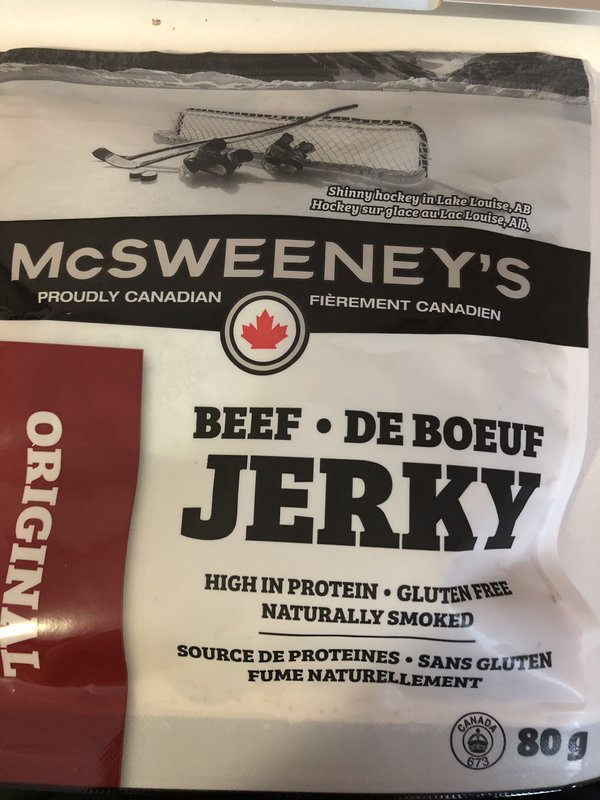 Shinny hockey in Lake Louise, AB
Hockey sur glace au Lac Louise, Alb.
McSWEENEY'S
PROUDLY CANADIAN
FIÈREMENT CANADIEN
ORIGINAL
BEEF • DE BOEUF
JERKY
HIGH IN PROTEIN • GLUTEN FREE
NATURALLY SMOKED
SOURCE DE PROTEINES • SANS GLUTEN
FUME NATURELLEMENT
CANADA
673
80 g